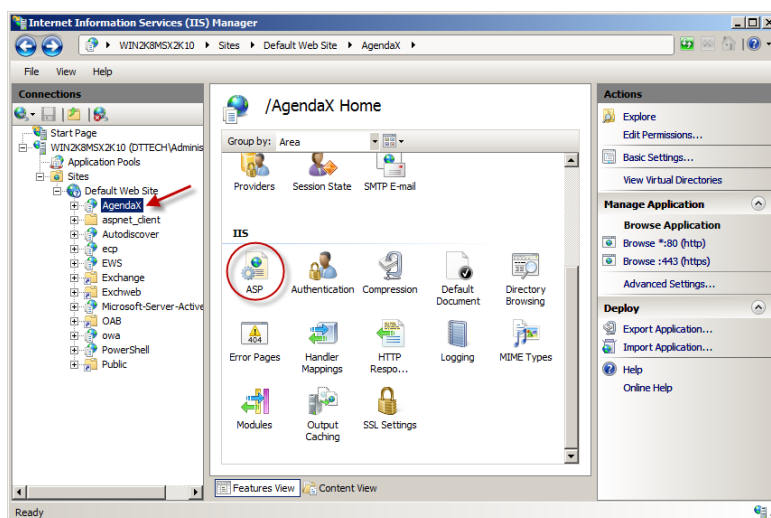 Internet Information Services (IIS) Manager
WIN2K8MSX2K10 Sites Default Web Site AgendaX
File View Help
Connections
Start Page
WIN2K8MSX2K10 (DTTECH\Adminis
Application Pools
Sites
Default Web Site
AgendaX
aspnet_client
Autodiscover
ecp
EWS
Exchange
Exchweb
Microsoft-Server-Active
OAB
owa
PowerShell
Public
/AgendaX Home
Group by: Area
Providers Session State SMTP E-mail
IIS
ASP Authentication Compression Default Document Directory Browsing
404
Error Pages Handler Mappings HTTP Respo... Logging MIME Types
Modules Output Caching SSL Settings
Features View Content View
Actions
Explore
Edit Permissions...
Basic Settings...
View Virtual Directories
Manage Application
Browse Application
Browse *:80 (http)
Browse :443 (https)
Advanced Settings...
Deploy
Export Application...
Import Application...
Help
Online Help
Ready